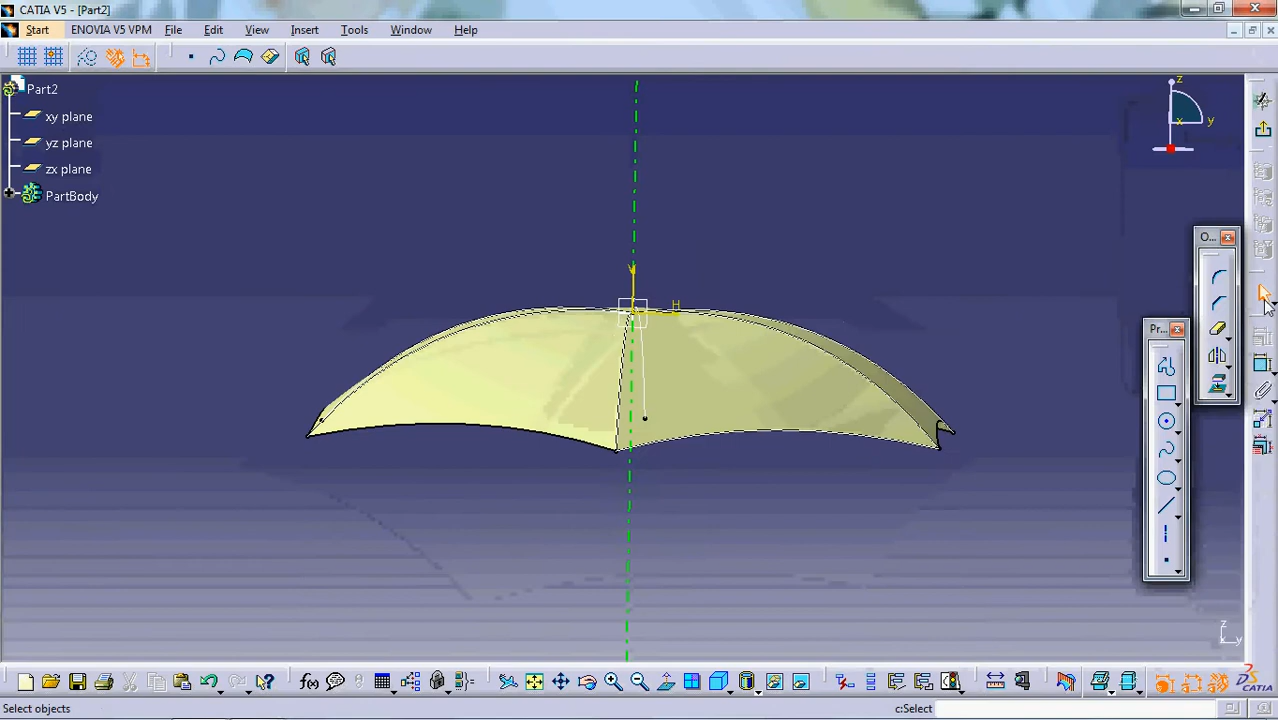 CATIA V5 - [Part2]
Start ENOVIA V5 VPM File Edit View Insert Tools Window Help
Part2
xy plane
yz plane
zx plane
PartBody
z
x
y
V
H
O...
Pr...
z
x y
f(x)
CATIA
Select objects
c:Select